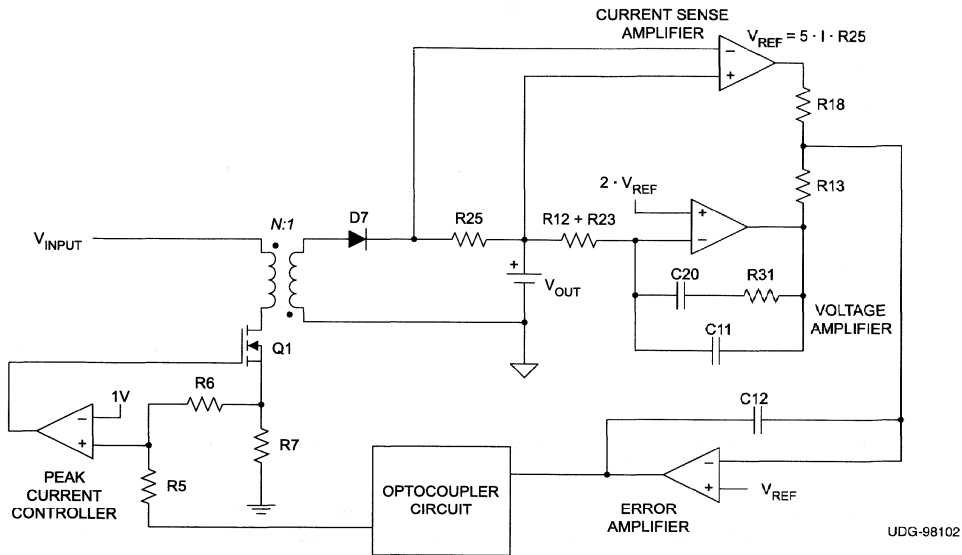 CURRENT SENSE
AMPLIFIER
VREF = 5 · I · R25
−
+
R18
R13
2 · VREF
+
−
N:1
D7
R25
R12 + R23
VINPUT
+
VOUT
C20
R31
VOLTAGE
AMPLIFIER
C11
Q1
R6
1V
−
+
R7
C12
PEAK
CURRENT
CONTROLLER
R5
OPTOCOUPLER
CIRCUIT
−
+
VREF
ERROR
AMPLIFIER
UDG-98102